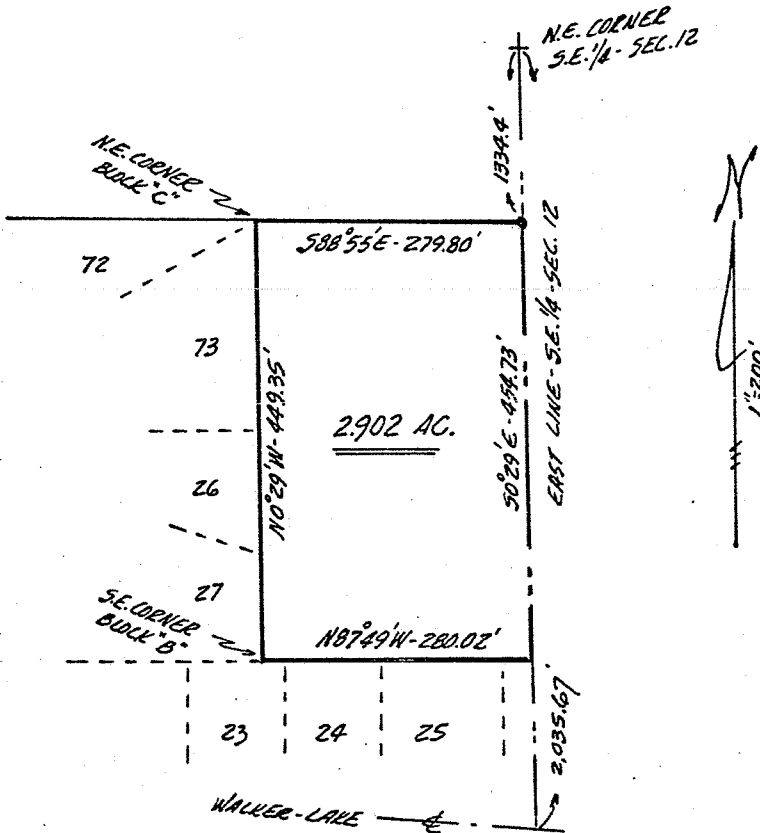 N.E. CORNER
S.E. 1/4 - SEC. 12
1334.4'
N.E. CORNER
BLOCK "C"
S88°55'E - 279.80'
72
73
N0°29'W - 449.35'
2.902 AC.
S0°29'E - 454.73'
EAST LINE - S.E. 1/4 - SEC. 12
N
1"=200'
26
27
S.E. CORNER
BLOCK "B"
N87°49'W - 280.02'
23
24
25
2,035.67'
WALKER-LAKE ℄